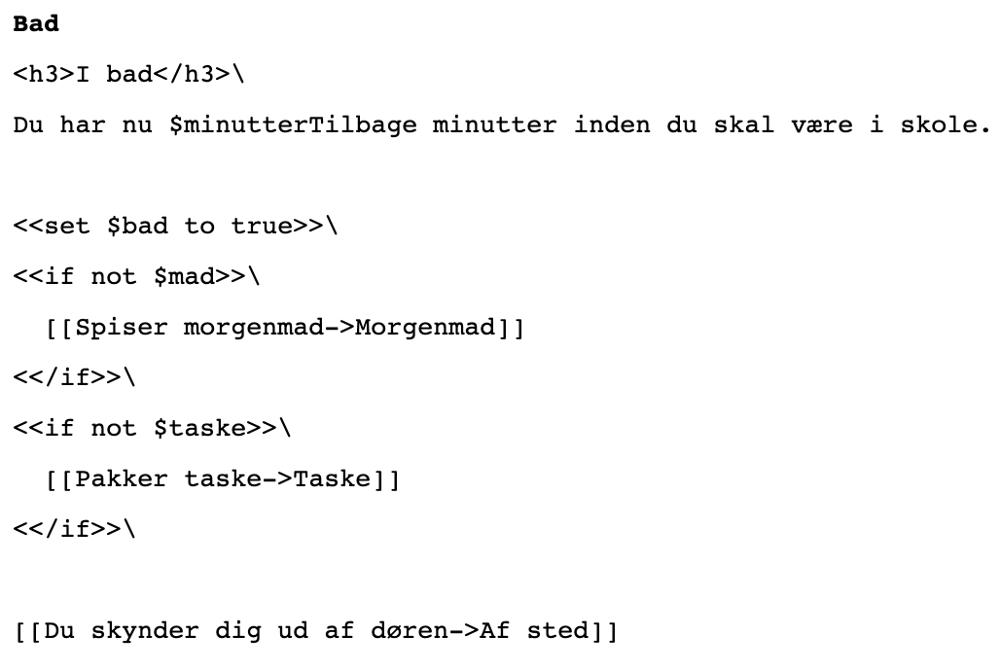 Bad
<h3>I bad</h3>\
Du har nu $minutterTilbage minutter inden du skal være i skole.
<<set $bad to true>>\
<<if not $mad>>\
  [[Spiser morgenmad->Morgenmad]]
<</if>>\
<<if not $taske>>\
  [[Pakker taske->Taske]]
<</if>>\
[[Du skynder dig ud af døren->Af sted]]